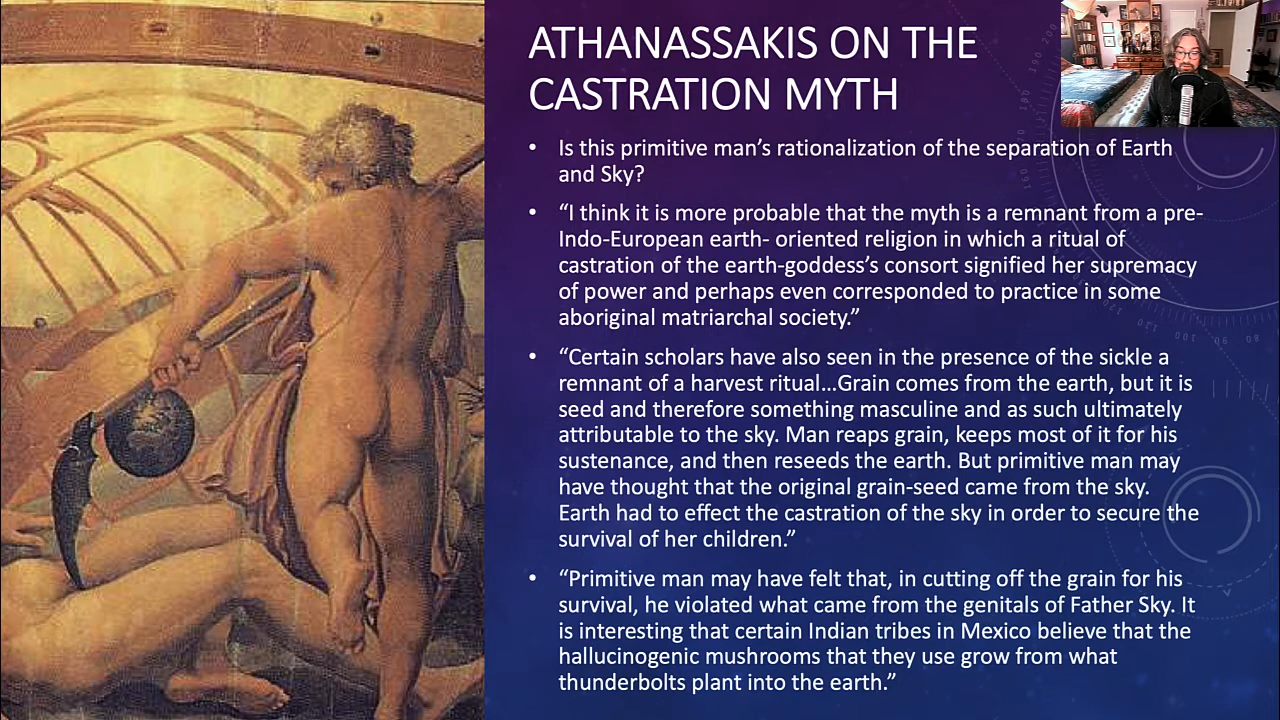 ATHANASSAKIS ON THE
CASTRATION MYTH
• Is this primitive man’s rationalization of the separation of Earth
and Sky?
• “I think it is more probable that the myth is a remnant from a pre-
Indo-European earth- oriented religion in which a ritual of
castration of the earth-goddess’s consort signified her supremacy
of power and perhaps even corresponded to practice in some
aboriginal matriarchal society.”
• “Certain scholars have also seen in the presence of the sickle a
remnant of a harvest ritual…Grain comes from the earth, but it is
seed and therefore something masculine and as such ultimately
attributable to the sky. Man reaps grain, keeps most of it for his
sustenance, and then reseeds the earth. But primitive man may
have thought that the original grain-seed came from the sky.
Earth had to effect the castration of the sky in order to secure the
survival of her children.”
• “Primitive man may have felt that, in cutting off the grain for his
survival, he violated what came from the genitals of Father Sky. It
is interesting that certain Indian tribes in Mexico believe that the
hallucinogenic mushrooms that they use grow from what
thunderbolts plant into the earth.”